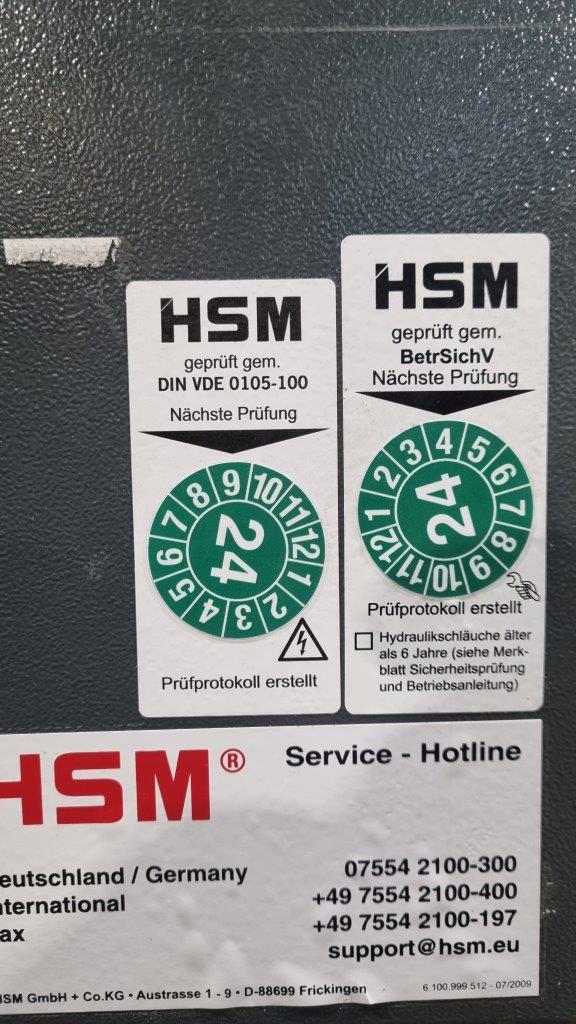 HSM
geprüft gem.
DIN VDE 0105-100
Nächste Prüfung
1 2 3 4 5 6 7 8 9 10 11 12
24
Prüfprotokoll erstellt
HSM
geprüft gem.
BetrSichV
Nächste Prüfung
1 2 3 4 5 6 7 8 9 10 11 12
24
Prüfprotokoll erstellt
Hydraulikschläuche älter
als 6 Jahre (siehe Merk-
blatt Sicherheitsprüfung
und Betriebsanleitung)
HSM® Service - Hotline
eutschland / Germany 07554 2100-300
nternational +49 7554 2100-400
ax +49 7554 2100-197
support@hsm.eu
HSM GmbH + Co.KG • Austrasse 1 - 9 • D-88699 Frickingen 6.100.999.512 - 07/2009